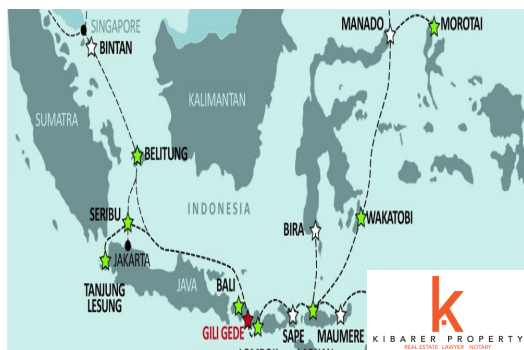 SINGAPORE
BINTAN
MANADO
MOROTAI
SUMATRA
KALIMANTAN
BELITUNG
SERIBU
INDONESIA
BIRA
WAKATOBI
JAKARTA
TANJUNG
LESUNG
JAVA
BALI
GILI GEDE
SAPE
MAUMERE
KIBARER PROPERTY
REAL ESTATE LAWYER NOTARY